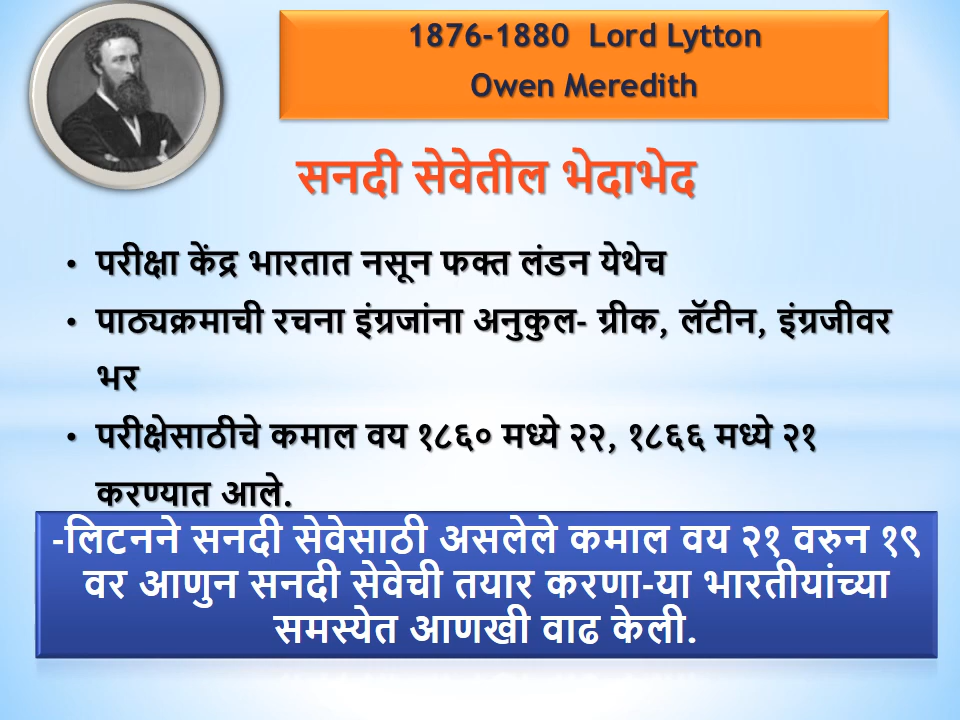 1876-1880 Lord Lytton
Owen Meredith
सनदी सेवेतील भेदाभेद
• परीक्षा केंद्र भारतात नसून फक्त लंडन येथेच
• पाठ्यक्रमाची रचना इंग्रजांना अनुकुल- ग्रीक, लॅटीन, इंग्रजीवर
भर
• परीक्षेसाठीचे कमाल वय १८६० मध्ये २२, १८६६ मध्ये २१
करण्यात आले.
-लिटनने सनदी सेवेसाठी असलेले कमाल वय २१ वरुन १९
वर आणुन सनदी सेवेची तयार करणा-या भारतीयांच्या
समस्येत आणखी वाढ केली.